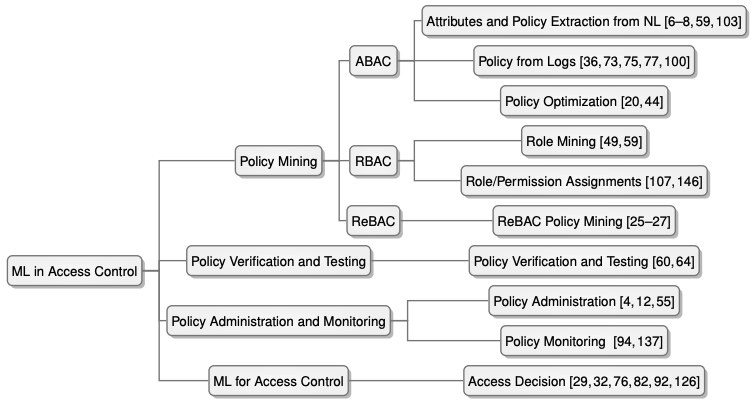 Attributes and Policy Extraction from NL [6–8, 59, 103]
ABAC
Policy from Logs [36, 73, 75, 77, 100]
Policy Optimization [20, 44]
Role Mining [49, 59]
Policy Mining
RBAC
Role/Permission Assignments [107, 146]
ReBAC
ReBAC Policy Mining [25–27]
ML in Access Control
Policy Verification and Testing
Policy Verification and Testing [60, 64]
Policy Administration [4, 12, 55]
Policy Administration and Monitoring
Policy Monitoring [94, 137]
ML for Access Control
Access Decision [29, 32, 76, 82, 92, 126]